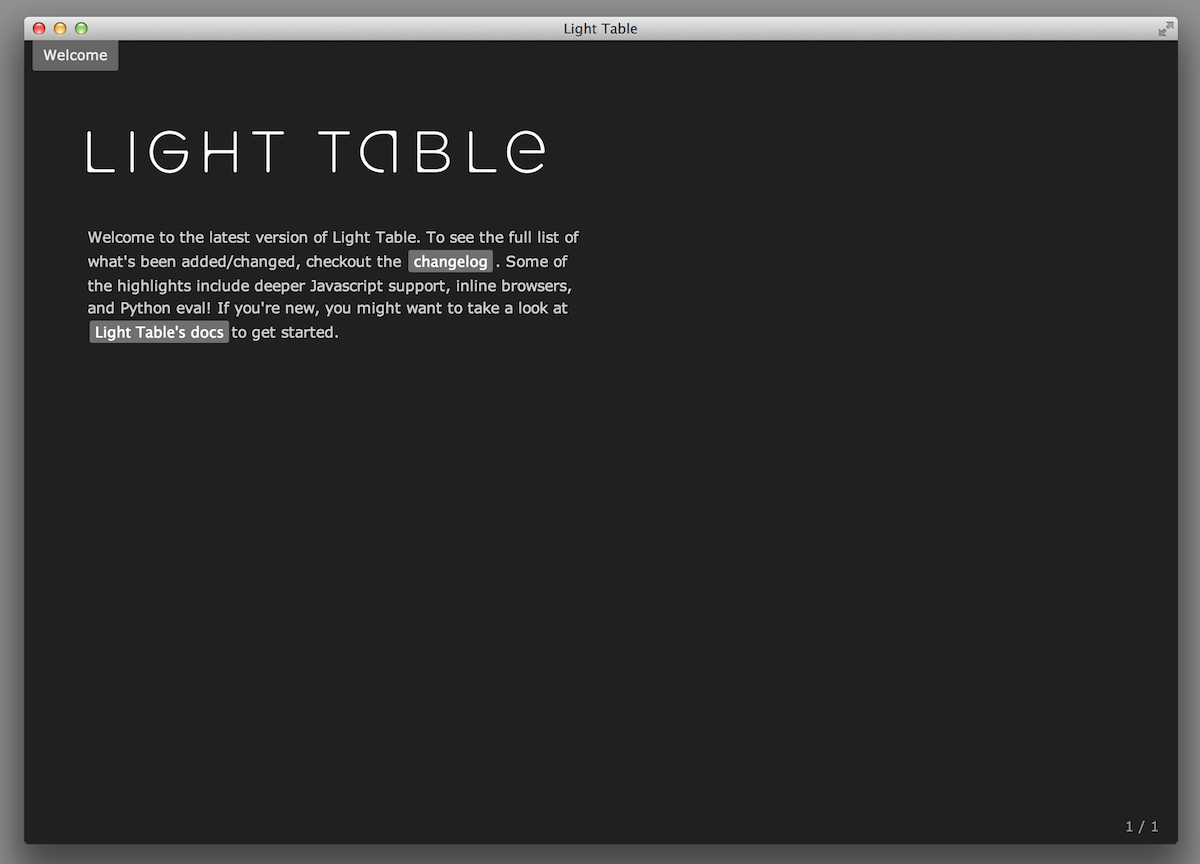 Light Table
Welcome
LIGHT TABLE
Welcome to the latest version of Light Table. To see the full list of
what's been added/changed, checkout the changelog . Some of
the highlights include deeper Javascript support, inline browsers,
and Python eval! If you're new, you might want to take a look at
Light Table's docs to get started.
1 / 1